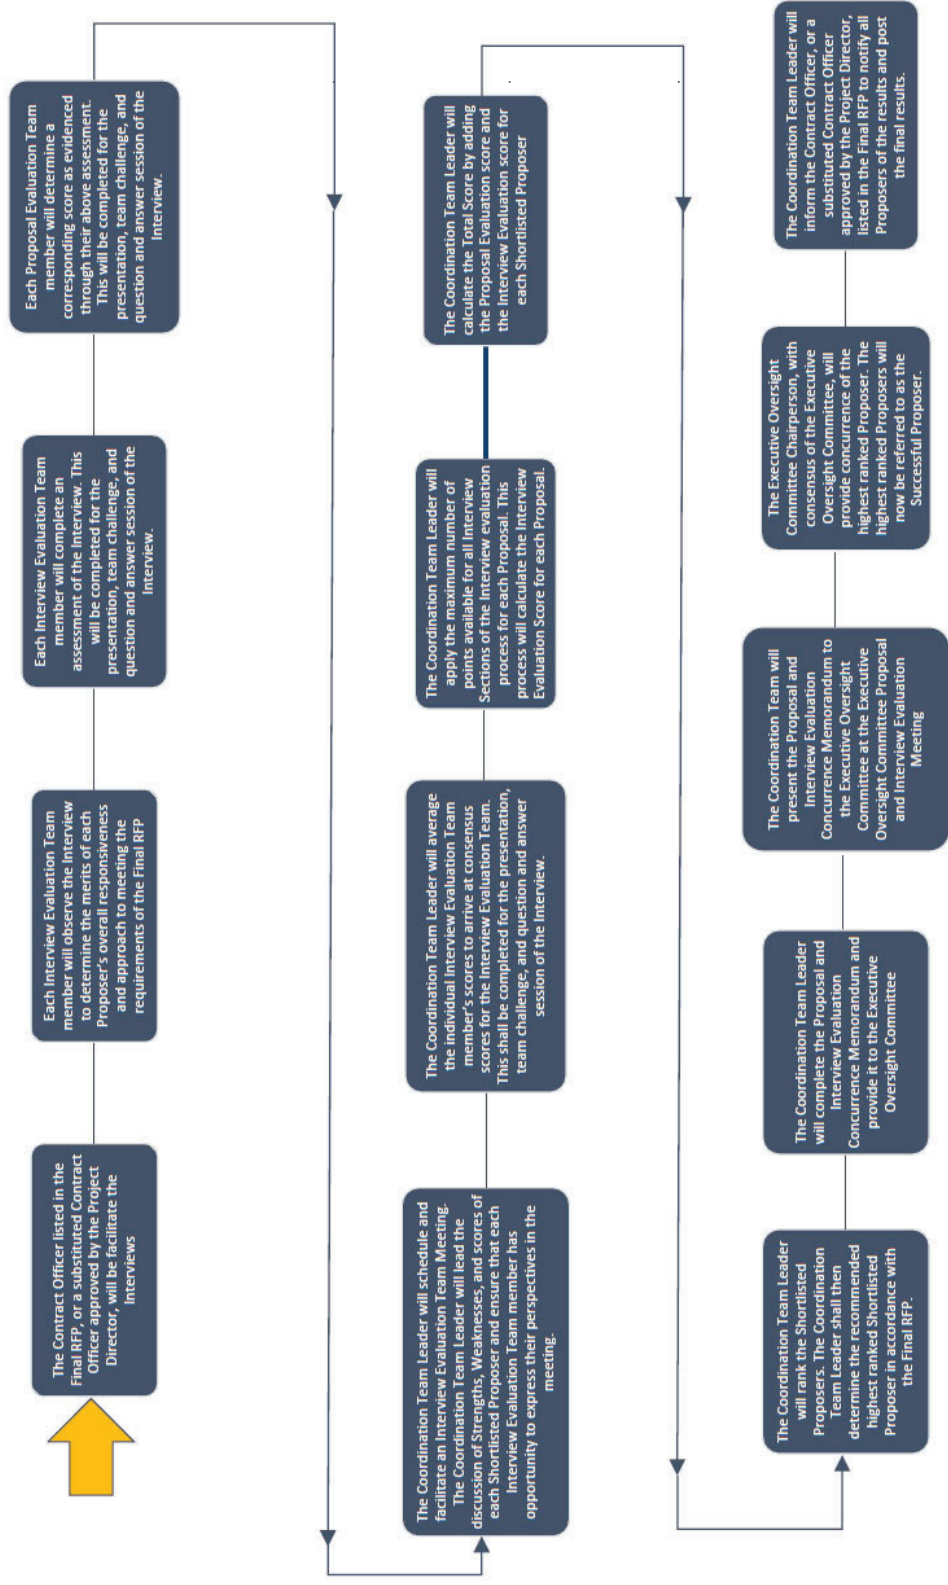 The Contract Officer listed in the
Final RFP, or a substituted Contract
Officer approved by the Project
Director, will be facilitate the
Interviews
Each Interview Evaluation Team
member will observe the Interview
to determine the merits of each
Proposer's overall responsiveness
and approach to meeting the
requirements of the Final RFP
Each Interview Evaluation Team
member will complete an
assessment of the Interview. This
will be completed for the
presentation, team challenge, and
question and answer session of the
Interview.
Each Proposal Evaluation Team
member will determine a
corresponding score as evidenced
through their above assessment.
This will be completed for the
presentation, team challenge, and
question and answer session of the
Interview.
The Coordination Team Leader will schedule and
facilitate an Interview Evaluation Team Meeting.
The Coordination Team Leader will lead the
discussion of Strengths, Weaknesses, and scores of
each Shortlisted Proposer and ensure that each
Interview Evaluation Team member has
opportunity to express their perspectives in the
meeting.
The Coordination Team Leader will average
the individual Interview Evaluation Team
member's scores to arrive at consensus
scores for the Interview Evaluation Team.
This shall be completed for the presentation,
team challenge, and question and answer
session of the Interview.
The Coordination Team Leader will
apply the maximum number of
points available for all Interview
Sections of the Interview evaluation
process for each Proposal. This
process will calculate the Interview
Evaluation Score for each Proposal.
The Coordination Team Leader will
calculate the Total Score by adding
the Proposal Evaluation score and
the Interview Evaluation score for
each Shortlisted Proposer
The Coordination Team Leader
will rank the Shortlisted
Proposers. The Coordination
Team Leader shall then
determine the recommended
highest ranked Shortlisted
Proposer in accordance with
the Final RFP.
The Coordination Team Leader
will complete the Proposal and
Interview Evaluation
Concurrence Memorandum and
provide it to the Executive
Oversight Committee
The Coordination Team will
present the Proposal and
Interview Evaluation
Concurrence Memorandum to
the Executive Oversight
Committee at the Executive
Oversight Committee Proposal
and Interview Evaluation
Meeting
The Executive Oversight
Committee Chairperson, with
consensus of the Executive
Oversight Committee, will
provide concurrence of the
highest ranked Proposer. The
highest ranked Proposers will
now be referred to as the
Successful Proposer.
The Coordination Team Leader will
inform the Contract Officer, or a
substituted Contract Officer
approved by the Project Director,
listed in the Final RFP to notify all
Proposers of the results and post
the final results.